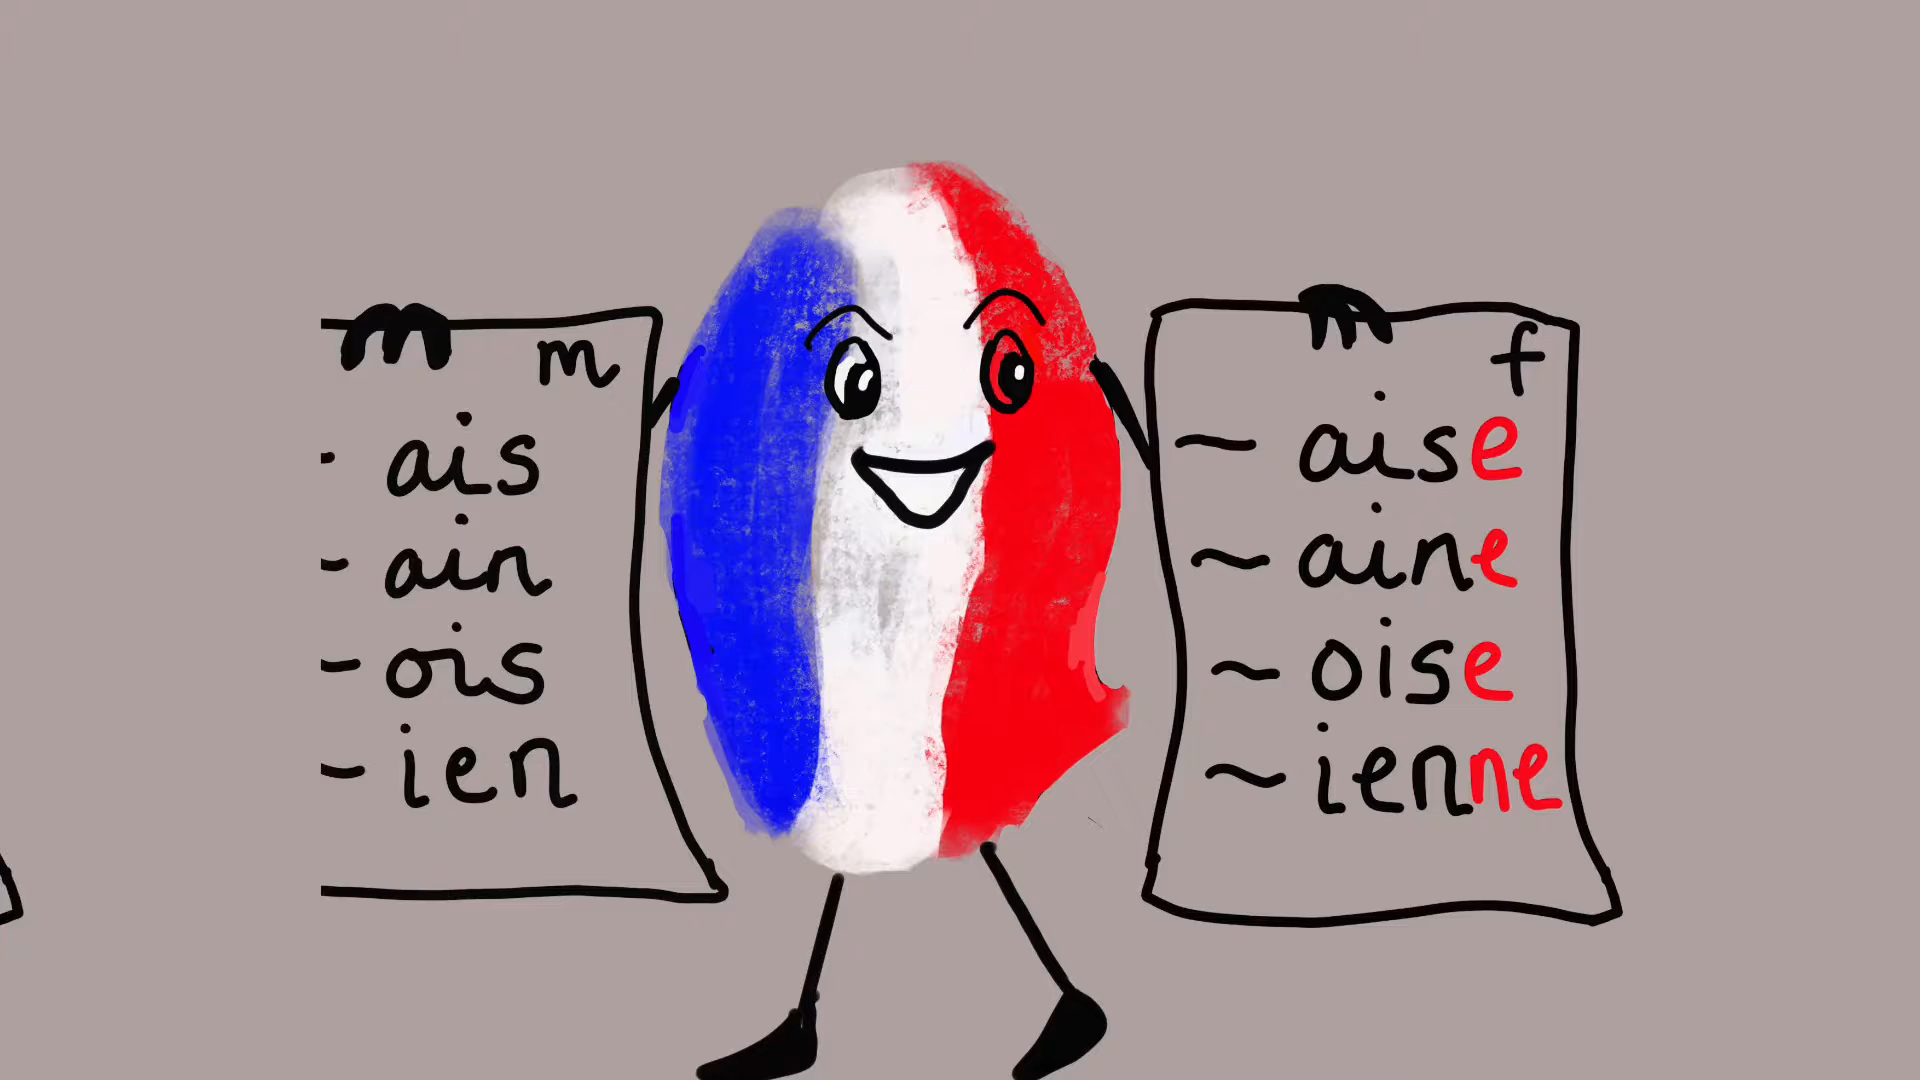 m
- ais
- ain
- ois
- ien
f
~ aise
~ aine
~ oise
~ ienne